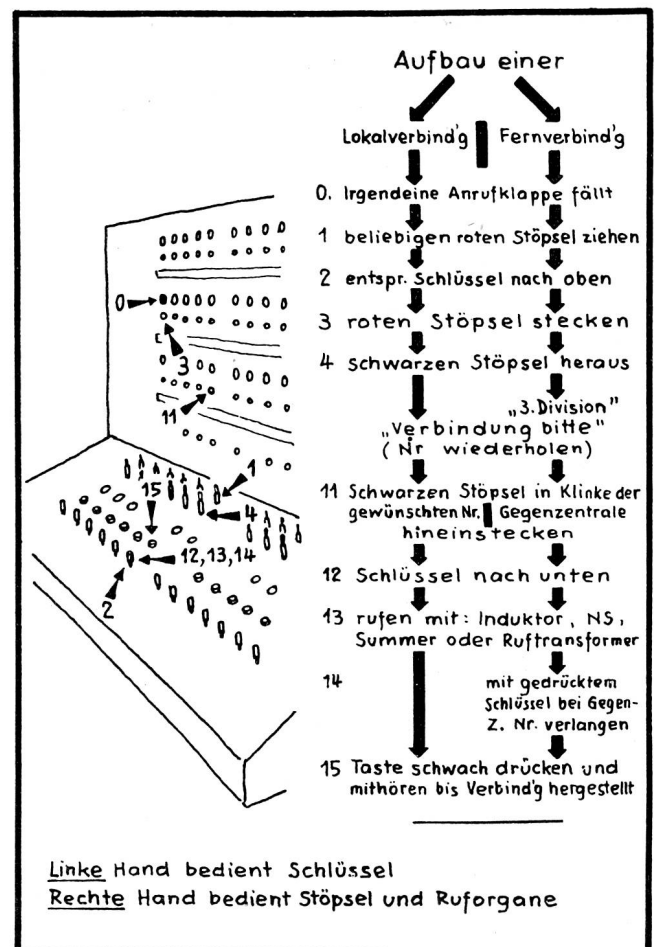 Aufbau einer
Lokalverbind'g Fernverbind'g
0. Irgendeine Anrufklappe fällt
1 beliebigen roten Stöpsel ziehen
2 entspr. Schlüssel nach oben
3 roten Stöpsel stecken
4 Schwarzen Stöpsel heraus
„3. Division"
„Verbindung bitte"
(Nr wiederholen)
11 Schwarzen Stöpsel in Klinke der
gewünschten Nr. Gegenzentrale
hineinstecken
12 Schlüssel nach unten
13 rufen mit: Induktor, NS,
Summer oder Ruftransformer
14 mit gedrücktem
Schlüssel bei Gegen-
Z. Nr. verlangen
15 Taste schwach drücken und
mithören bis Verbind'g hergestellt
0
3
11
1
15
4
12, 13, 14
2
Linke Hand bedient Schlüssel
Rechte Hand bedient Stöpsel und Ruforgane